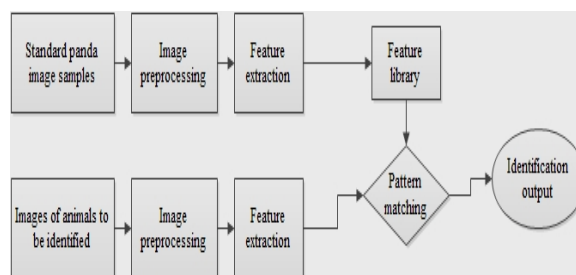 Standard panda
image samples
Image
preprocessing
Feature
extraction
Feature
library
Images of animals to
be identified
Image
preprocessing
Feature
extraction
Pattern
matching
Identification
output